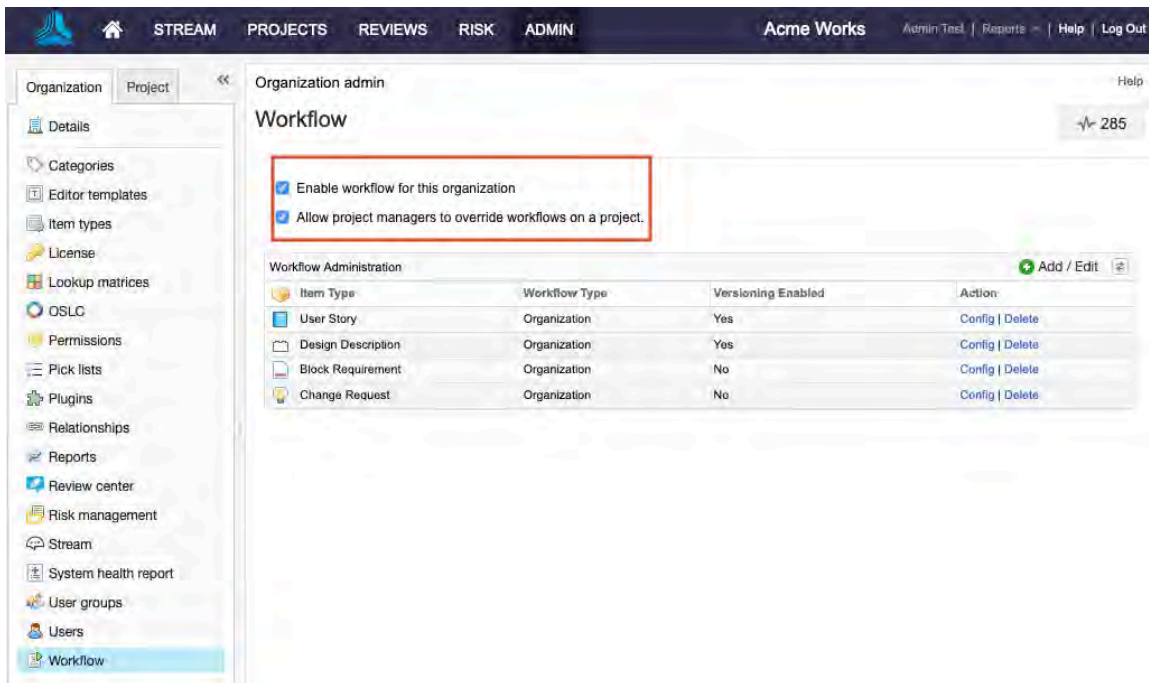 STREAM PROJECTS REVIEWS RISK ADMIN Acme Works Admin Test | Reports | Help | Log Out
Organization Project «
Details
Categories
Editor templates
Item types
License
Lookup matrices
OSLC
Permissions
Pick lists
Plugins
Relationships
Reports
Review center
Risk management
Stream
System health report
User groups
Users
Workflow
Organization admin Help
Workflow 285
Enable workflow for this organization
Allow project managers to override workflows on a project.
Workflow Administration Add / Edit
Item Type Workflow Type Versioning Enabled Action
User Story Organization Yes Config | Delete
Design Description Organization Yes Config | Delete
Block Requirement Organization No Config | Delete
Change Request Organization No Config | Delete